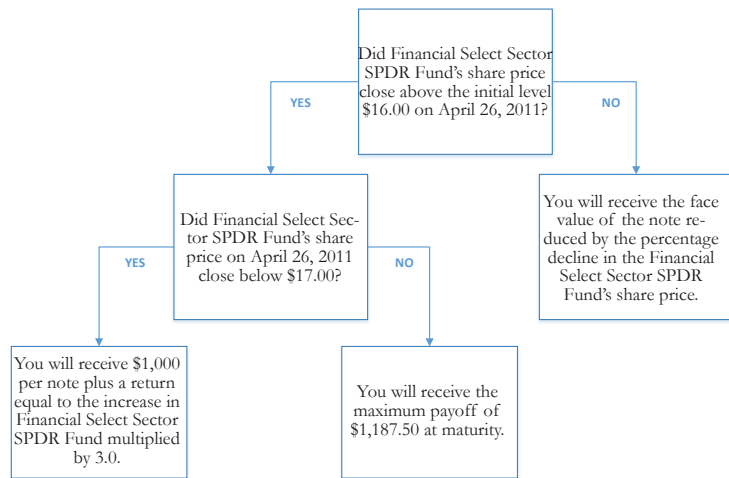 Did Financial Select Sector
SPDR Fund's share price
close above the initial level
$16.00 on April 26, 2011?
YES
NO
Did Financial Select Sec-
tor SPDR Fund's share
price on April 26, 2011
close below $17.00?
You will receive the face
value of the note re-
duced by the percentage
decline in the Financial
Select Sector SPDR
Fund's share price.
YES
NO
You will receive $1,000
per note plus a return
equal to the increase in
Financial Select Sector
SPDR Fund multiplied
by 3.0.
You will receive the
maximum payoff of
$1,187.50 at maturity.